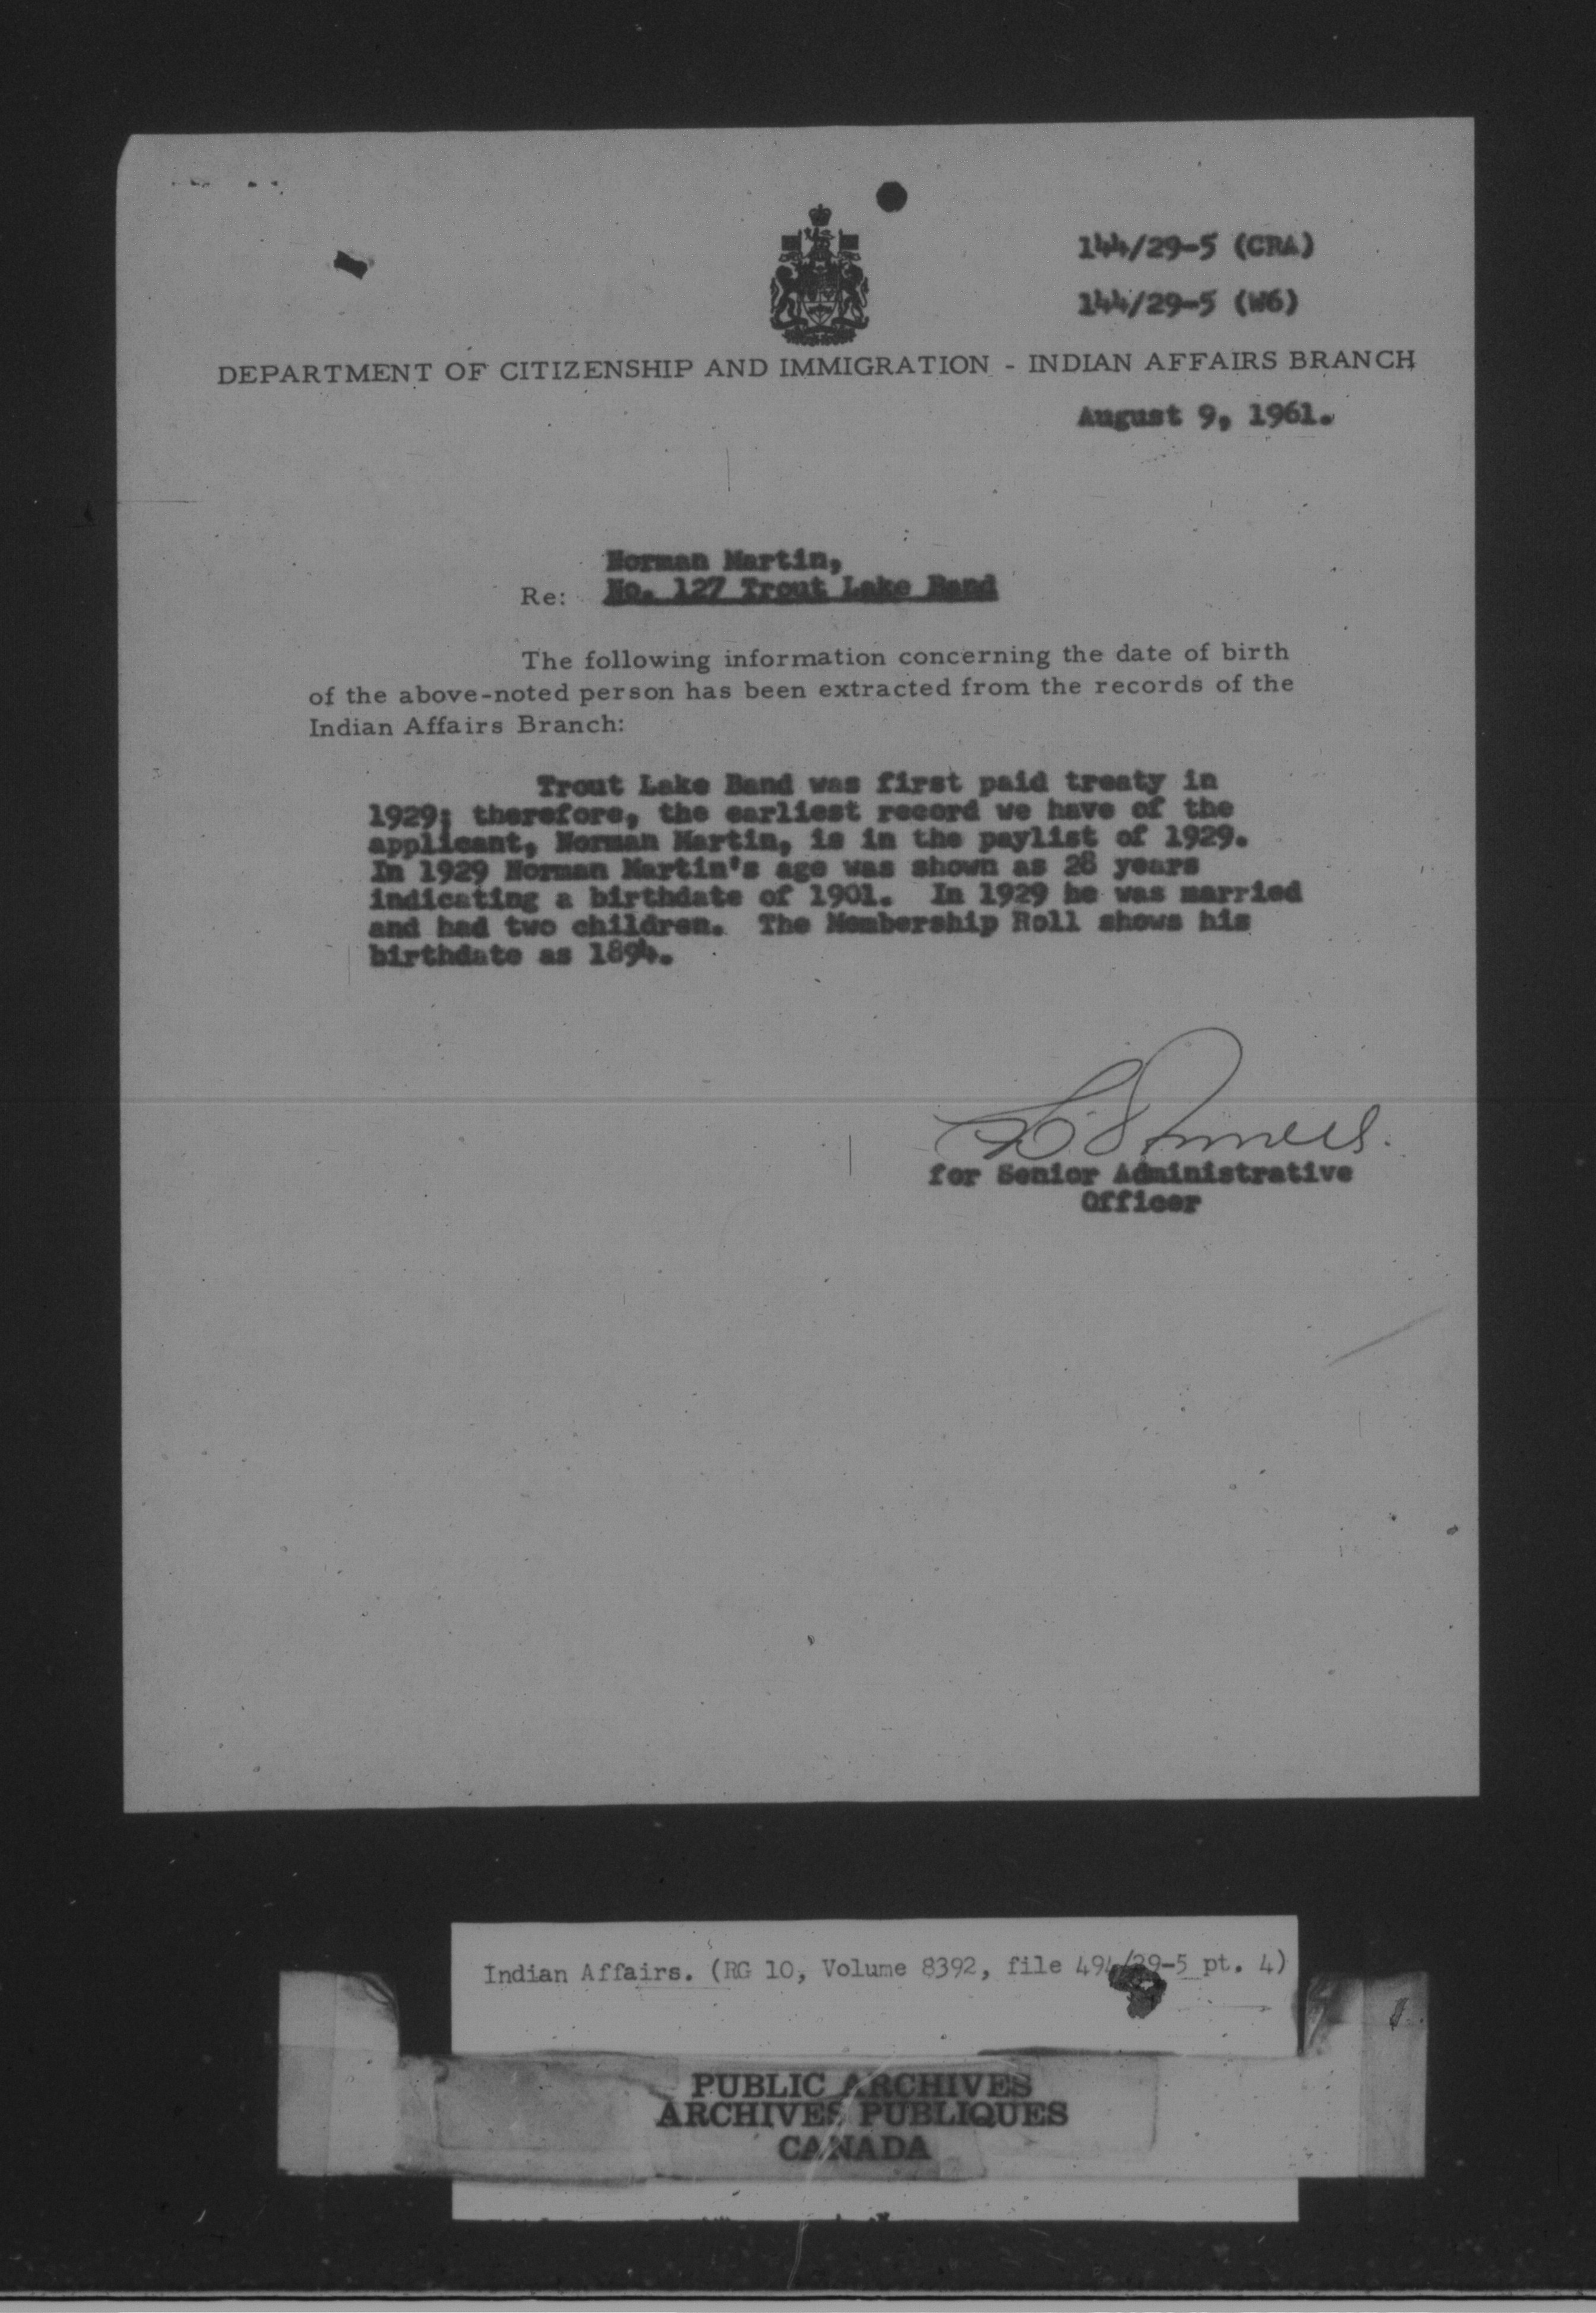 144/29-5 (CRA)
144/29-5 (W6)
DEPARTMENT OF CITIZENSHIP AND IMMIGRATION - INDIAN AFFAIRS BRANCH
August 9, 1961.
Norman Martin,
Re: No. 127 Trout Lake Band
The following information concerning the date of birth
of the above-noted person has been extracted from the records of the
Indian Affairs Branch:
Trout Lake Band was first paid treaty in
1929; therefore, the earliest record we have of the
applicant, Norman Martin, is in the paylist of 1929.
In 1929 Norman Martin's age was shown as 28 years
indicating a birthdate of 1901. In 1929 he was married
and had two children. The Membership Roll shows his
birthdate as 1894.
for Senior Administrative
Officer
Indian Affairs. (RG 10, Volume 8392, file 494/29-5 pt. 4)
PUBLIC ARCHIVES
ARCHIVES PUBLIQUES
CANADA